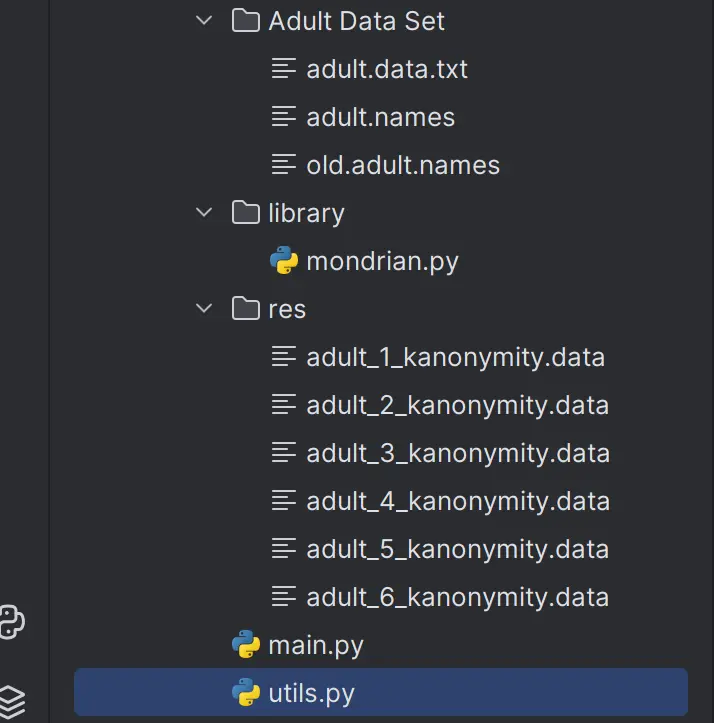 Adult Data Set
adult.data.txt
adult.names
old.adult.names
library
mondrian.py
res
adult_1_kanonymity.data
adult_2_kanonymity.data
adult_3_kanonymity.data
adult_4_kanonymity.data
adult_5_kanonymity.data
adult_6_kanonymity.data
main.py
utils.py